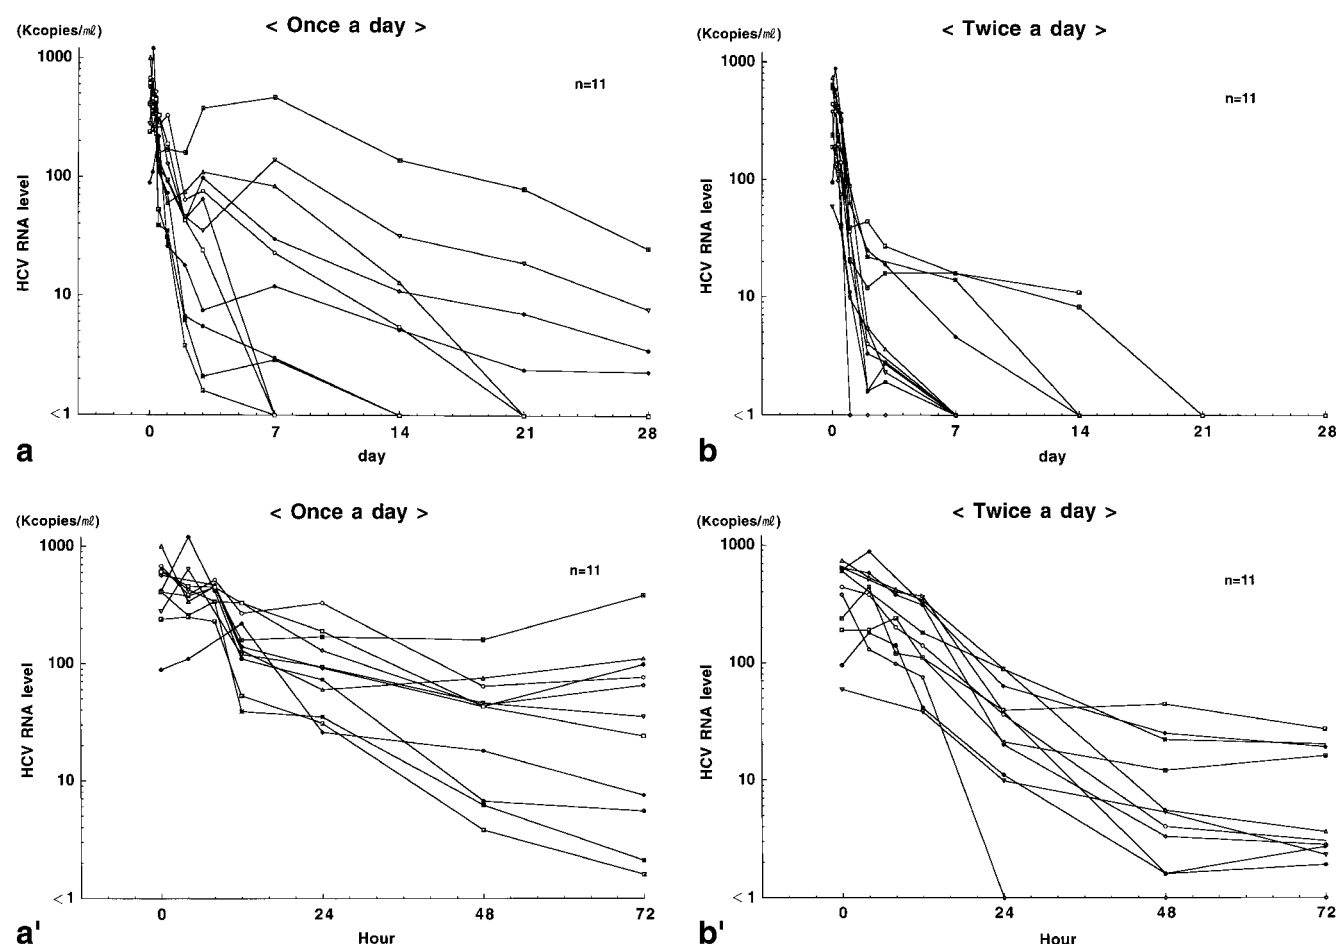 < Once a day >
(Kcopies/㎖)
1000
100
10
<1
HCV RNA level
n=11
0 7 14 21 28
day
a
< Twice a day >
(Kcopies/㎖)
1000
100
10
<1
HCV RNA level
n=11
0 7 14 21 28
day
b
< Once a day >
(Kcopies/㎖)
1000
100
10
<1
HCV RNA level
n=11
0 24 48 72
Hour
a'
< Twice a day >
(Kcopies/㎖)
1000
100
10
<1
HCV RNA level
n=11
0 24 48 72
Hour
b'